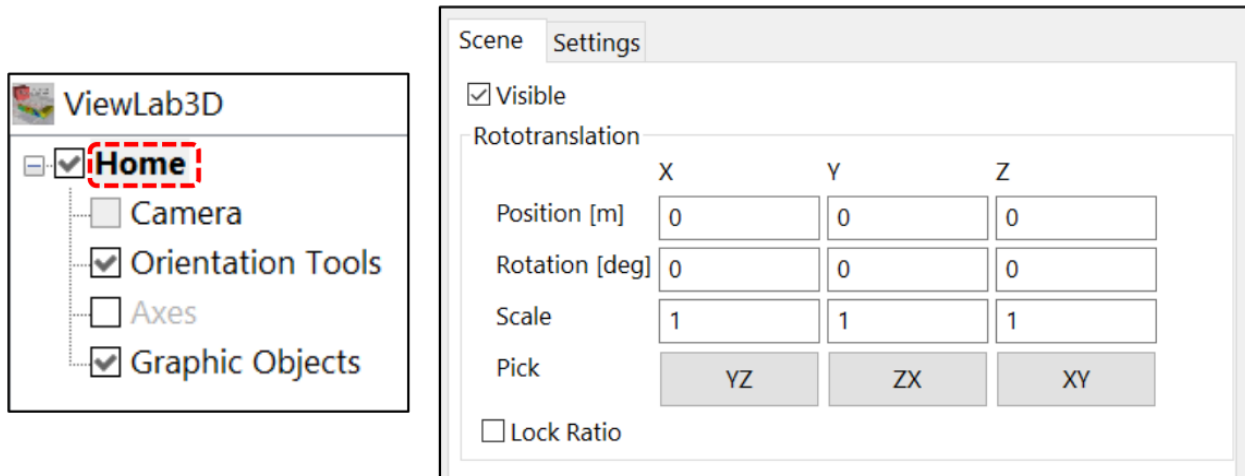 ViewLab3D
Home
Camera
Orientation Tools
Axes
Graphic Objects
Scene Settings
Visible
Rototranslation
X Y Z
Position [m] 0 0 0
Rotation [deg] 0 0 0
Scale 1 1 1
Pick YZ ZX XY
Lock Ratio